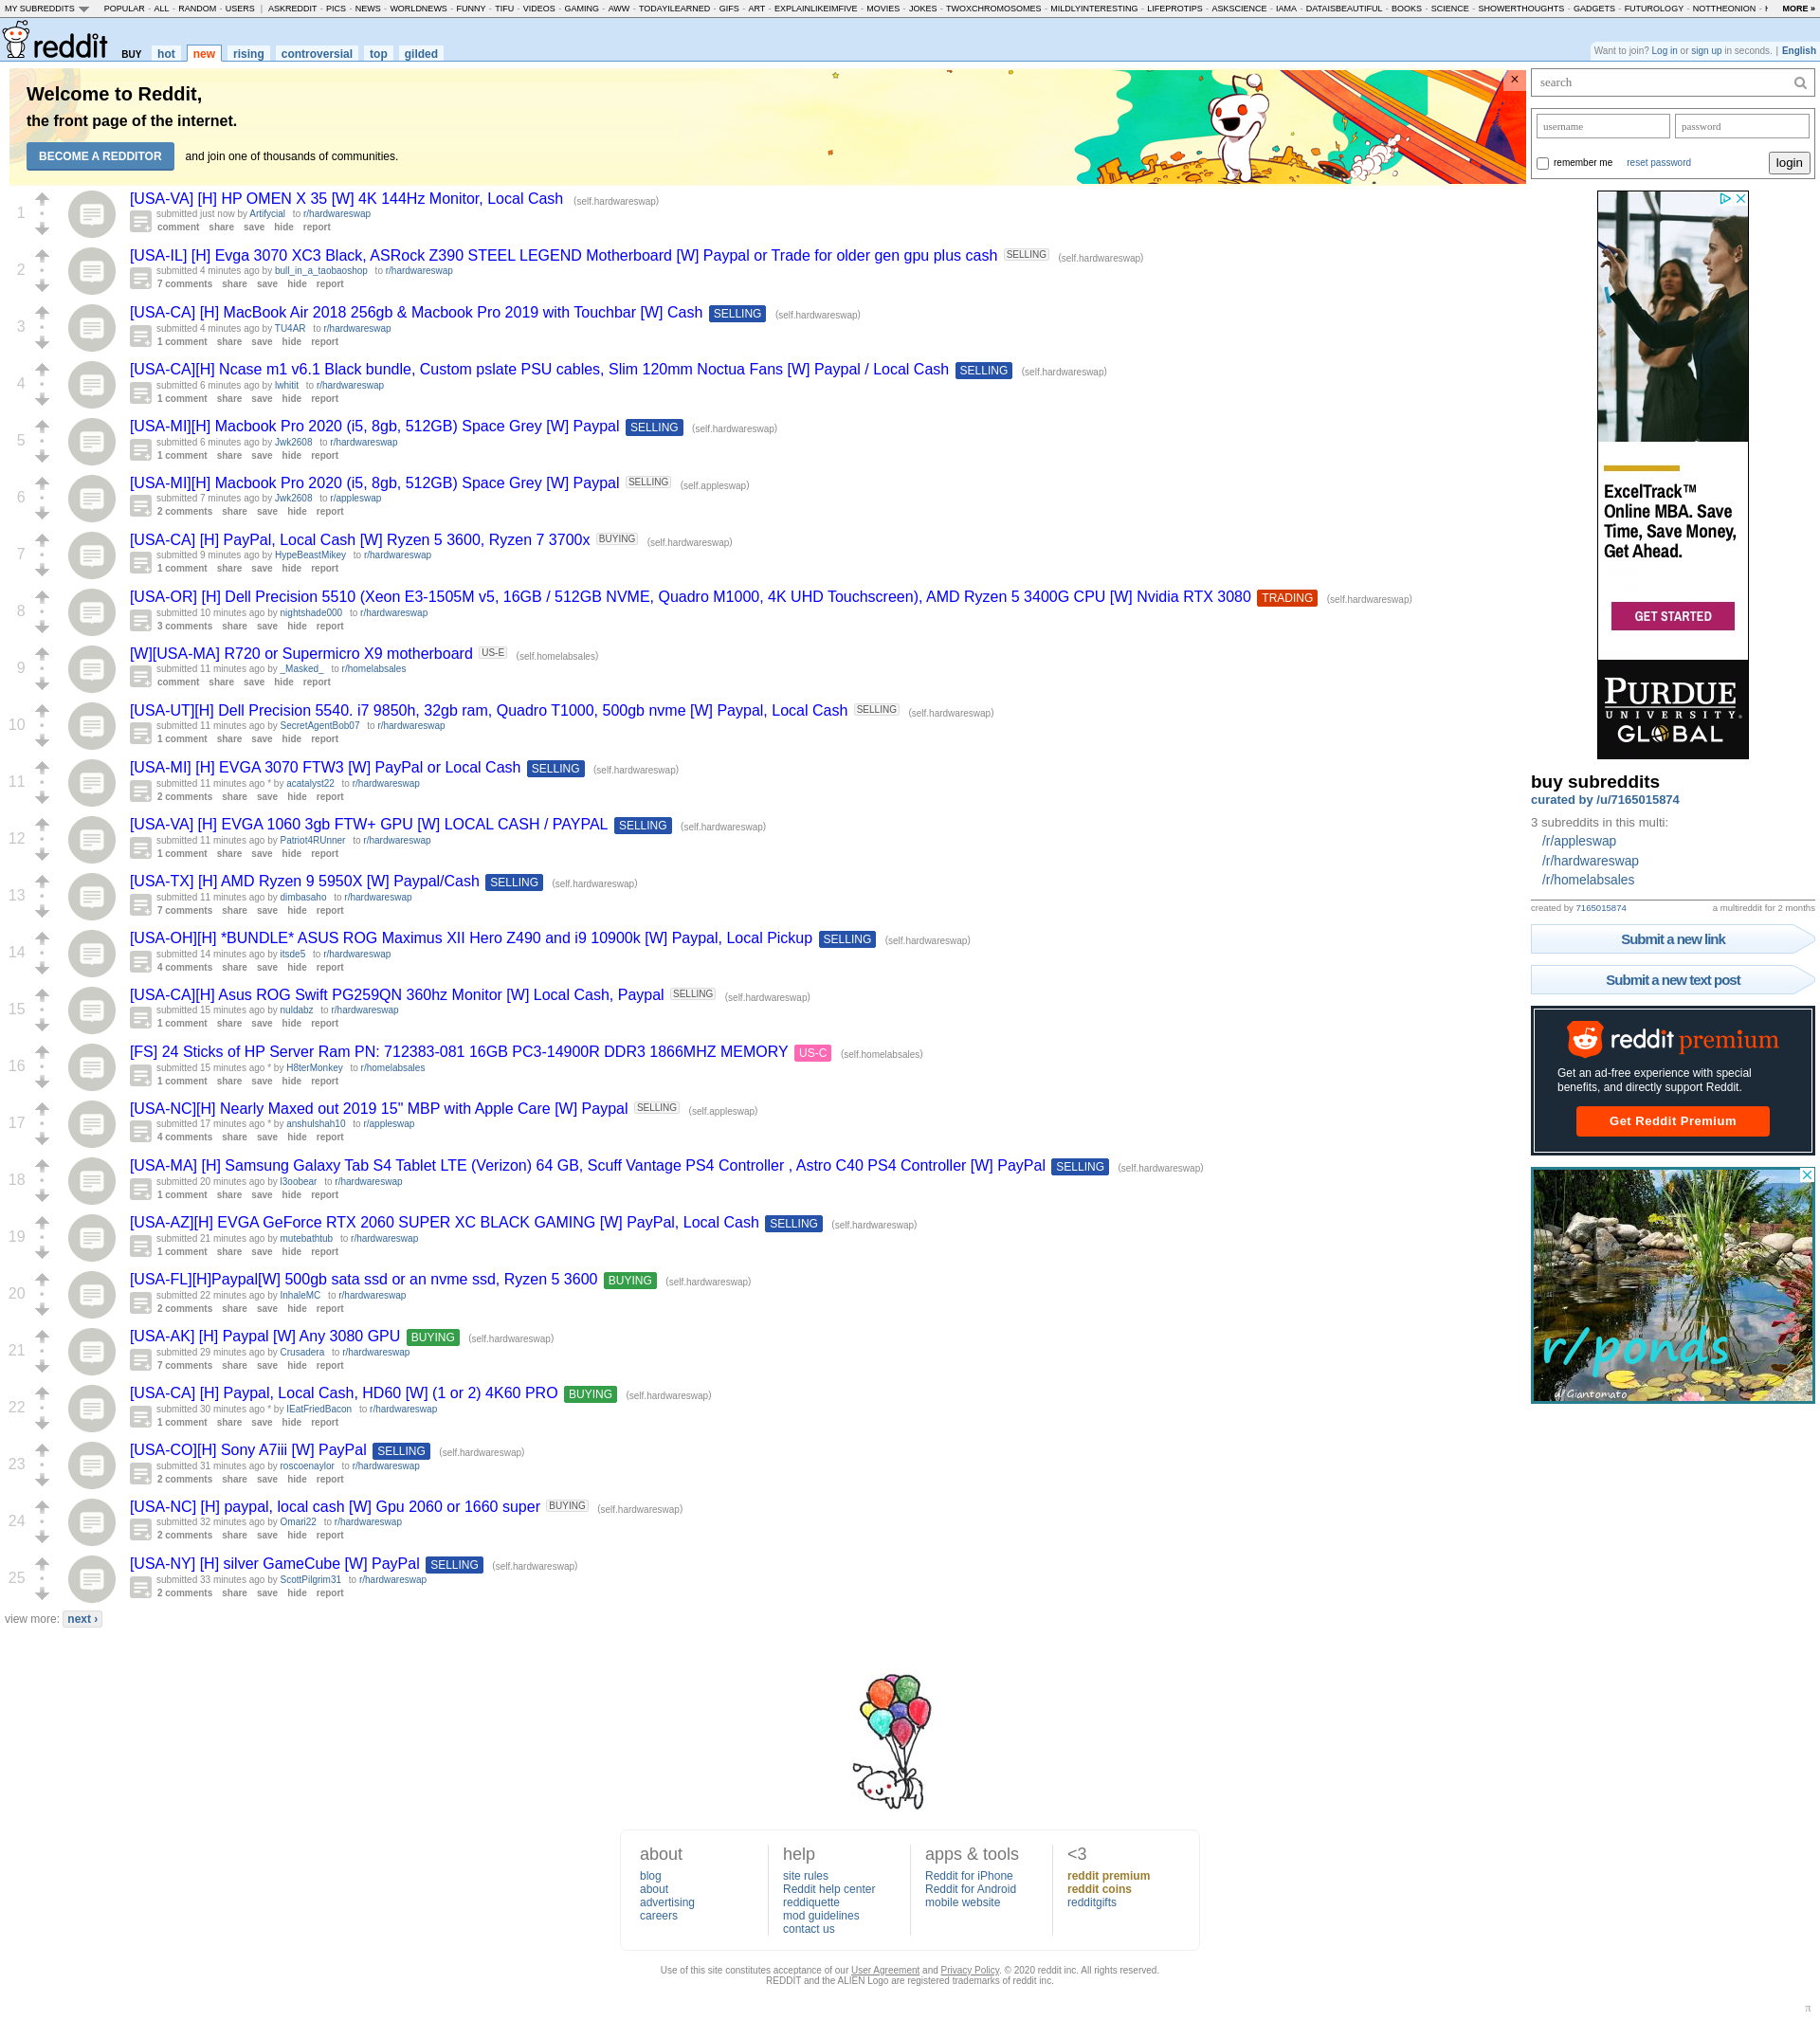 MY SUBREDDITS POPULAR - ALL - RANDOM - USERS | ASKREDDIT - PICS - NEWS - WORLDNEWS - FUNNY - TIFU - VIDEOS - GAMING - AWW - TODAYILEARNED - GIFS - ART - EXPLAINLIKEIMFIVE - MOVIES - JOKES - TWOXCHROMOSOMES - MILDLYINTERESTING - LIFEPROTIPS - ASKSCIENCE - IAMA - DATAISBEAUTIFUL - BOOKS - SCIENCE - SHOWERTHOUGHTS - GADGETS - FUTUROLOGY - NOTTHEONION - MORE »
reddit BUY hot new rising controversial top gilded
Want to join? Log in or sign up in seconds. | English
Welcome to Reddit,
the front page of the internet.
BECOME A REDDITOR and join one of thousands of communities.
×
1
[USA-VA] [H] HP OMEN X 35 [W] 4K 144Hz Monitor, Local Cash (self.hardwareswap)
submitted just now by Artifycial to r/hardwareswap
comment share save hide report
2
[USA-IL] [H] Evga 3070 XC3 Black, ASRock Z390 STEEL LEGEND Motherboard [W] Paypal or Trade for older gen gpu plus cash SELLING (self.hardwareswap)
submitted 4 minutes ago by bull_in_a_taobaoshop to r/hardwareswap
7 comments share save hide report
3
[USA-CA] [H] MacBook Air 2018 256gb & Macbook Pro 2019 with Touchbar [W] Cash SELLING (self.hardwareswap)
submitted 4 minutes ago by TU4AR to r/hardwareswap
1 comment share save hide report
4
[USA-CA][H] Ncase m1 v6.1 Black bundle, Custom pslate PSU cables, Slim 120mm Noctua Fans [W] Paypal / Local Cash SELLING (self.hardwareswap)
submitted 6 minutes ago by lwhitit to r/hardwareswap
1 comment share save hide report
5
[USA-MI][H] Macbook Pro 2020 (i5, 8gb, 512GB) Space Grey [W] Paypal SELLING (self.hardwareswap)
submitted 6 minutes ago by Jwk2608 to r/hardwareswap
1 comment share save hide report
6
[USA-MI][H] Macbook Pro 2020 (i5, 8gb, 512GB) Space Grey [W] Paypal SELLING (self.appleswap)
submitted 7 minutes ago by Jwk2608 to r/appleswap
2 comments share save hide report
7
[USA-CA] [H] PayPal, Local Cash [W] Ryzen 5 3600, Ryzen 7 3700x BUYING (self.hardwareswap)
submitted 9 minutes ago by HypeBeastMikey to r/hardwareswap
1 comment share save hide report
8
[USA-OR] [H] Dell Precision 5510 (Xeon E3-1505M v5, 16GB / 512GB NVME, Quadro M1000, 4K UHD Touchscreen), AMD Ryzen 5 3400G CPU [W] Nvidia RTX 3080 TRADING (self.hardwareswap)
submitted 10 minutes ago by nightshade000 to r/hardwareswap
3 comments share save hide report
9
[W][USA-MA] R720 or Supermicro X9 motherboard US-E (self.homelabsales)
submitted 11 minutes ago by _Masked_ to r/homelabsales
comment share save hide report
10
[USA-UT][H] Dell Precision 5540. i7 9850h, 32gb ram, Quadro T1000, 500gb nvme [W] Paypal, Local Cash SELLING (self.hardwareswap)
submitted 11 minutes ago by SecretAgentBob07 to r/hardwareswap
1 comment share save hide report
11
[USA-MI] [H] EVGA 3070 FTW3 [W] PayPal or Local Cash SELLING (self.hardwareswap)
submitted 11 minutes ago * by acatalyst22 to r/hardwareswap
2 comments share save hide report
12
[USA-VA] [H] EVGA 1060 3gb FTW+ GPU [W] LOCAL CASH / PAYPAL SELLING (self.hardwareswap)
submitted 11 minutes ago by Patriot4RUnner to r/hardwareswap
1 comment share save hide report
13
[USA-TX] [H] AMD Ryzen 9 5950X [W] Paypal/Cash SELLING (self.hardwareswap)
submitted 11 minutes ago by dimbasaho to r/hardwareswap
7 comments share save hide report
14
[USA-OH][H] *BUNDLE* ASUS ROG Maximus XII Hero Z490 and i9 10900k [W] Paypal, Local Pickup SELLING (self.hardwareswap)
submitted 14 minutes ago by itsde5 to r/hardwareswap
4 comments share save hide report
15
[USA-CA][H] Asus ROG Swift PG259QN 360hz Monitor [W] Local Cash, Paypal SELLING (self.hardwareswap)
submitted 15 minutes ago by nuldabz to r/hardwareswap
1 comment share save hide report
16
[FS] 24 Sticks of HP Server Ram PN: 712383-081 16GB PC3-14900R DDR3 1866MHZ MEMORY US-C (self.homelabsales)
submitted 15 minutes ago * by H8terMonkey to r/homelabsales
1 comment share save hide report
17
[USA-NC][H] Nearly Maxed out 2019 15" MBP with Apple Care [W] Paypal SELLING (self.appleswap)
submitted 17 minutes ago * by anshulshah10 to r/appleswap
4 comments share save hide report
18
[USA-MA] [H] Samsung Galaxy Tab S4 Tablet LTE (Verizon) 64 GB, Scuff Vantage PS4 Controller , Astro C40 PS4 Controller [W] PayPal SELLING (self.hardwareswap)
submitted 20 minutes ago by l3oobear to r/hardwareswap
1 comment share save hide report
19
[USA-AZ][H] EVGA GeForce RTX 2060 SUPER XC BLACK GAMING [W] PayPal, Local Cash SELLING (self.hardwareswap)
submitted 21 minutes ago by mutebathtub to r/hardwareswap
1 comment share save hide report
20
[USA-FL][H]Paypal[W] 500gb sata ssd or an nvme ssd, Ryzen 5 3600 BUYING (self.hardwareswap)
submitted 22 minutes ago by InhaleMC to r/hardwareswap
2 comments share save hide report
21
[USA-AK] [H] Paypal [W] Any 3080 GPU BUYING (self.hardwareswap)
submitted 29 minutes ago by Crusadera to r/hardwareswap
7 comments share save hide report
22
[USA-CA] [H] Paypal, Local Cash, HD60 [W] (1 or 2) 4K60 PRO BUYING (self.hardwareswap)
submitted 30 minutes ago * by IEatFriedBacon to r/hardwareswap
1 comment share save hide report
23
[USA-CO][H] Sony A7iii [W] PayPal SELLING (self.hardwareswap)
submitted 31 minutes ago by roscoenaylor to r/hardwareswap
2 comments share save hide report
24
[USA-NC] [H] paypal, local cash [W] Gpu 2060 or 1660 super BUYING (self.hardwareswap)
submitted 32 minutes ago by Omari22 to r/hardwareswap
2 comments share save hide report
25
[USA-NY] [H] silver GameCube [W] PayPal SELLING (self.hardwareswap)
submitted 33 minutes ago by ScottPilgrim31 to r/hardwareswap
2 comments share save hide report
view more: next ›
search
username password
remember me reset password login
ExcelTrack™
Online MBA. Save
Time, Save Money,
Get Ahead.
GET STARTED
PURDUE
UNIVERSITY
GLOBAL
buy subreddits
curated by /u/7165015874
3 subreddits in this multi:
/r/appleswap
/r/hardwareswap
/r/homelabsales
created by 7165015874 a multireddit for 2 months
Submit a new link
Submit a new text post
reddit premium
Get an ad-free experience with special
benefits, and directly support Reddit.
Get Reddit Premium
r/ponds
u/Giantomato
about
blog
about
advertising
careers
help
site rules
Reddit help center
reddiquette
mod guidelines
contact us
apps & tools
Reddit for iPhone
Reddit for Android
mobile website
<3
reddit premium
reddit coins
redditgifts
Use of this site constitutes acceptance of our User Agreement and Privacy Policy. © 2020 reddit inc. All rights reserved.
REDDIT and the ALIEN Logo are registered trademarks of reddit inc.
π